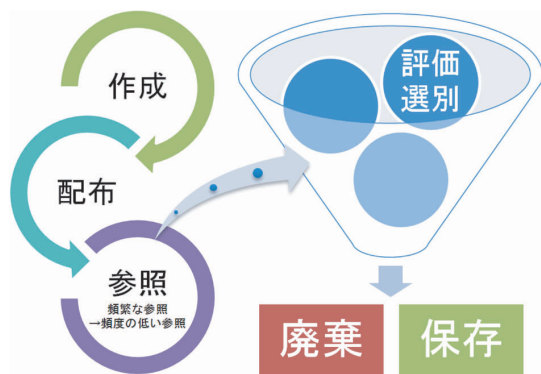 作成
配布
参照
頻繁な参照
→頻度の低い参照
評価
選別
廃棄
保存